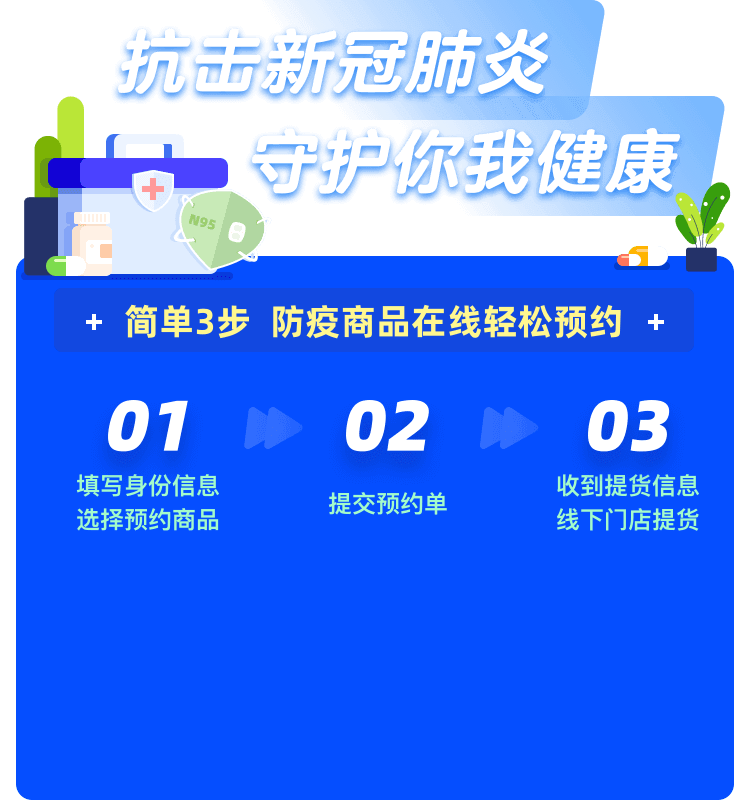 抗击新冠肺炎
守护你我健康
N95
+ 简单3步 防疫商品在线轻松预约 +
01
填写身份信息
选择预约商品
02
提交预约单
03
收到提货信息
线下门店提货